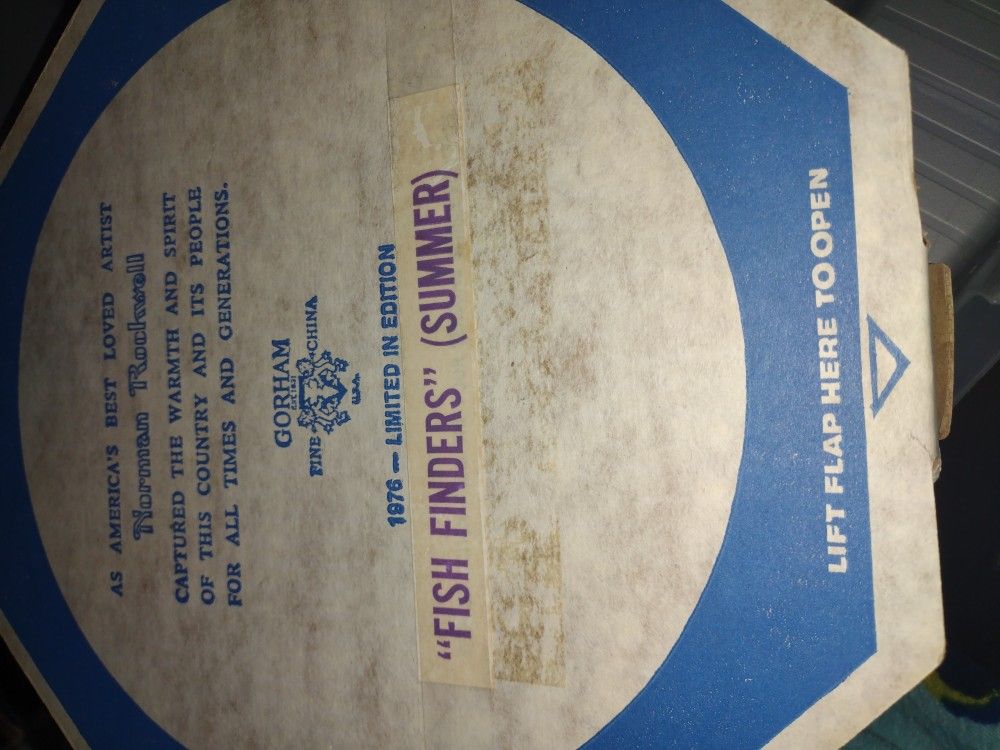 AS AMERICA'S BEST LOVED ARTIST
Norman Rockwell
CAPTURED THE WARMTH AND SPIRIT
OF THIS COUNTRY AND ITS PEOPLE
FOR ALL TIMES AND GENERATIONS.
GORHAM
FINE CHINA
U.S.A.
1976 — LIMITED IN EDITION
“FISH FINDERS” (SUMMER)
LIFT FLAP HERE TO OPEN